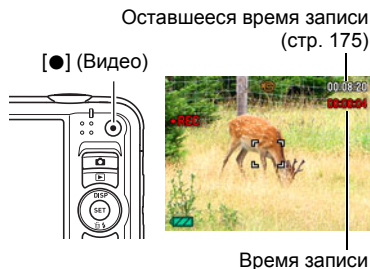 Оставшееся время записи
(стр. 175)
[●] (Видео)
00:08:20
00:00:04
●REC
DISP
SET
Время записи